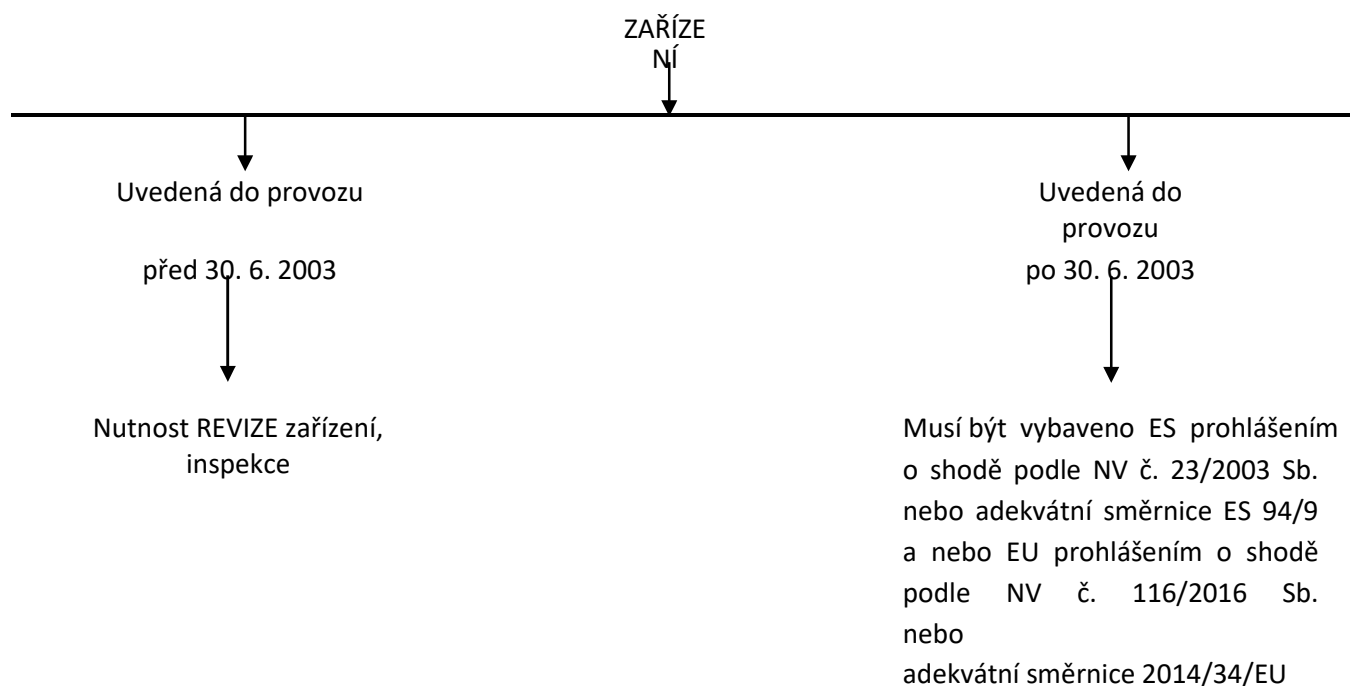 ZAŘÍZE
NÍ
Uvedená do provozu
před 30. 6. 2003
Nutnost REVIZE zařízení,
inspekce
Uvedená do
provozu
po 30. 6. 2003
Musí být vybaveno ES prohlášením
o shodě podle NV č. 23/2003 Sb.
nebo adekvátní směrnice ES 94/9
a nebo EU prohlášením o shodě
podle NV č. 116/2016 Sb.
nebo
adekvátní směrnice 2014/34/EU